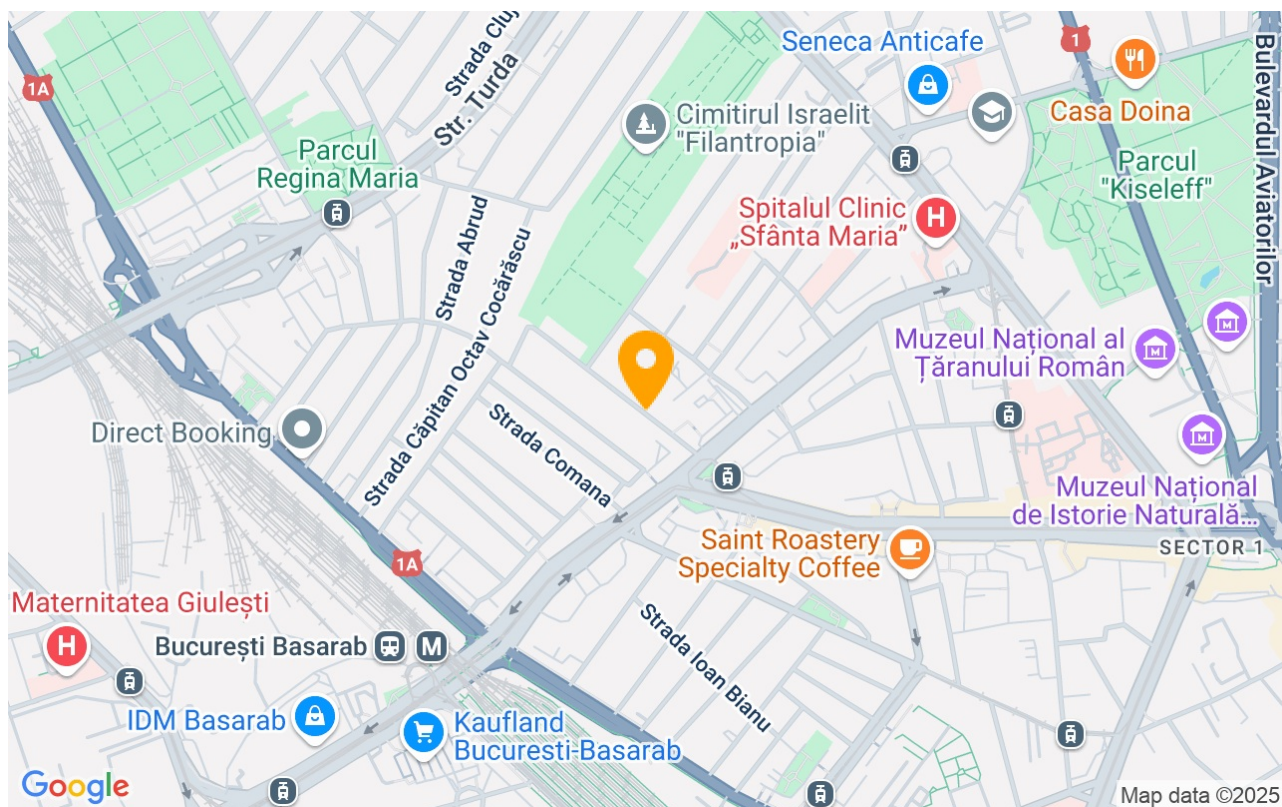 Strada Cluj
Str. Turda
1A
Parcul
Regina Maria
Cimitirul Israelit
"Filantropia"
Seneca Anticafe
1
Casa Doina
Bulevardul Aviatorilor
Parcul
"Kiseleff"
Spitalul Clinic
„Sfânta Maria”
H
Strada Abrud
Strada Căpitan Octav Cocărăscu
Muzeul Național al
Țăranului Român
M
M
Direct Booking
Strada Comana
M
Muzeul Național
de Istorie Naturală...
SECTOR 1
Saint Roastery
Specialty Coffee
1A
Maternitatea Giulești
H
București Basarab
M
Strada Ioan Bianu
IDM Basarab
Kaufland
Bucuresti-Basarab
Google
Map data ©2025